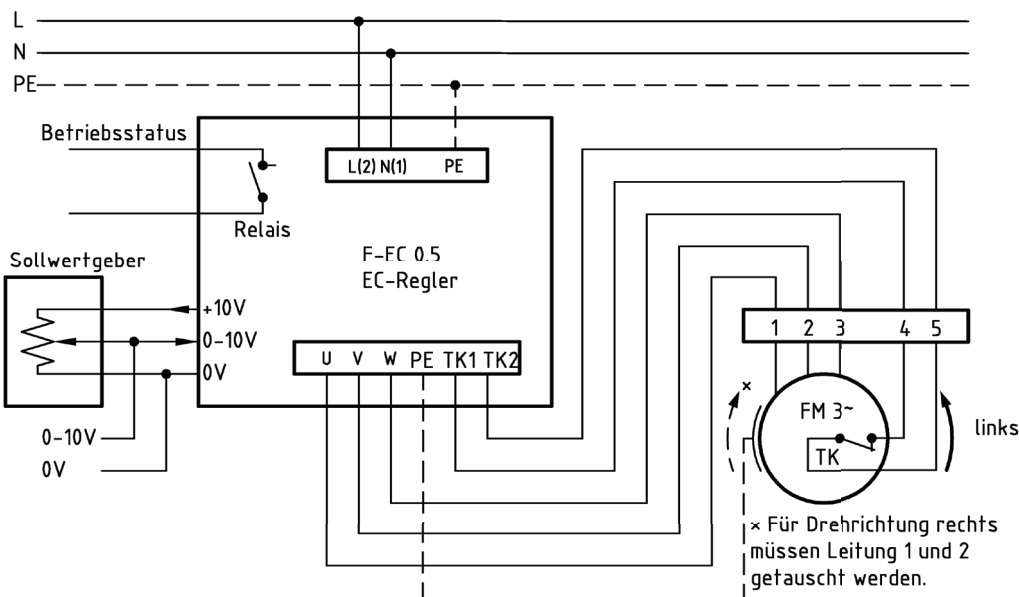 L
N
PE
Betriebsstatus
L(2) N(1) PE
Relais
F-EC 0.5
EC-Regler
Sollwertgeber
+10V
0-10V
0V
U V W PE TK1 TK2
0-10V
0V
1 2 3 4 5
×
FM 3~
TK
links
× Für Drehrichtung rechts
müssen Leitung 1 und 2
getauscht werden.